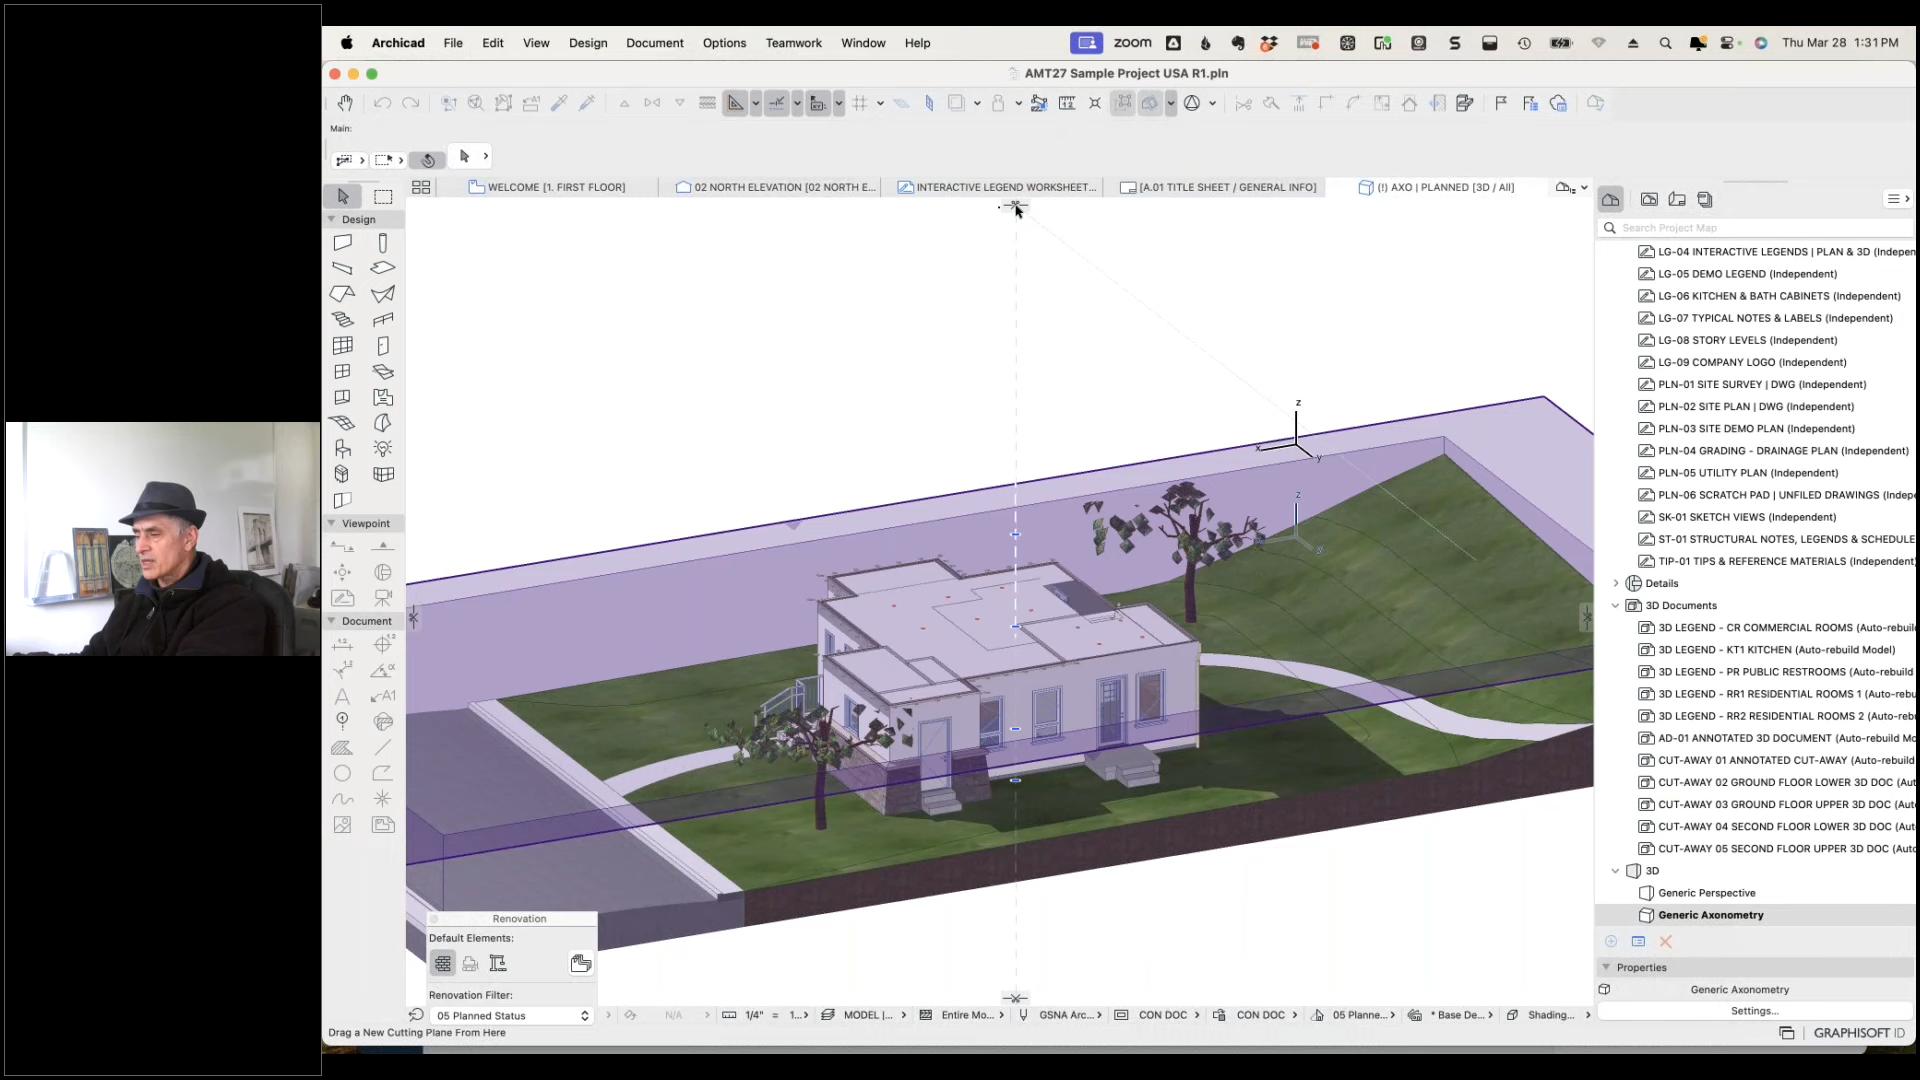 Archicad File Edit View Design Document Options Teamwork Window Help
zoom
Thu Mar 28 1:31 PM
AMT27 Sample Project USA R1.pln
Main:
WELCOME [1. FIRST FLOOR]
02 NORTH ELEVATION [02 NORTH E...
INTERACTIVE LEGEND WORKSHEET...
[A.01 TITLE SHEET / GENERAL INFO]
(!) AXO | PLANNED [3D / All]
Design
Viewpoint
Document
Search Project Map
LG-04 INTERACTIVE LEGENDS | PLAN & 3D (Indepen
LG-05 DEMO LEGEND (Independent)
LG-06 KITCHEN & BATH CABINETS (Independent)
LG-07 TYPICAL NOTES & LABELS (Independent)
LG-08 STORY LEVELS (Independent)
LG-09 COMPANY LOGO (Independent)
PLN-01 SITE SURVEY | DWG (Independent)
PLN-02 SITE PLAN | DWG (Independent)
PLN-03 SITE DEMO PLAN (Independent)
PLN-04 GRADING - DRAINAGE PLAN (Independent)
PLN-05 UTILITY PLAN (Independent)
PLN-06 SCRATCH PAD | UNFILED DRAWINGS (Indepe
SK-01 SKETCH VIEWS (Independent)
ST-01 STRUCTURAL NOTES, LEGENDS & SCHEDULE
TIP-01 TIPS & REFERENCE MATERIALS (Independent
Details
3D Documents
3D LEGEND - CR COMMERCIAL ROOMS (Auto-rebuil
3D LEGEND - KT1 KITCHEN (Auto-rebuild Model)
3D LEGEND - PR PUBLIC RESTROOMS (Auto-rebuild
3D LEGEND - RR1 RESIDENTIAL ROOMS 1 (Auto-rebu
3D LEGEND - RR2 RESIDENTIAL ROOMS 2 (Auto-rebu
AD-01 ANNOTATED 3D DOCUMENT (Auto-rebuild Mo
CUT-AWAY 01 ANNOTATED CUT-AWAY (Auto-rebuild
CUT-AWAY 02 GROUND FLOOR LOWER 3D DOC (Aut
CUT-AWAY 03 GROUND FLOOR UPPER 3D DOC (Aut
CUT-AWAY 04 SECOND FLOOR LOWER 3D DOC (Aut
CUT-AWAY 05 SECOND FLOOR UPPER 3D DOC (Aut
3D
Generic Perspective
Generic Axonometry
Properties
Generic Axonometry
Settings...
z
x
y
z
y
Renovation
Default Elements:
Renovation Filter:
05 Planned Status
N/A
1/4" = 1...
MODEL |...
Entire Mo...
GSNA Arc...
CON DOC
CON DOC
05 Planne...
* Base De...
Shading...
Drag a New Cutting Plane From Here
GRAPHISOFT ID